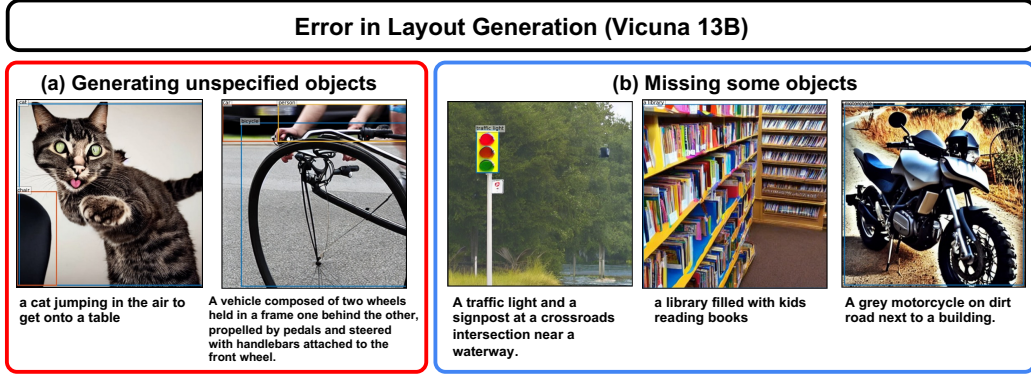 Error in Layout Generation (Vicuna 13B)
(a) Generating unspecified objects
cat
chair
a cat jumping in the air to
get onto a table
person
bicycle
A vehicle composed of two wheels
held in a frame one behind the other,
propelled by pedals and steered
with handlebars attached to the
front wheel.
(b) Missing some objects
traffic light
A traffic light and a
signpost at a crossroads
intersection near a
waterway.
a library
a library filled with kids
reading books
A grey motorcycle on dirt
road next to a building.